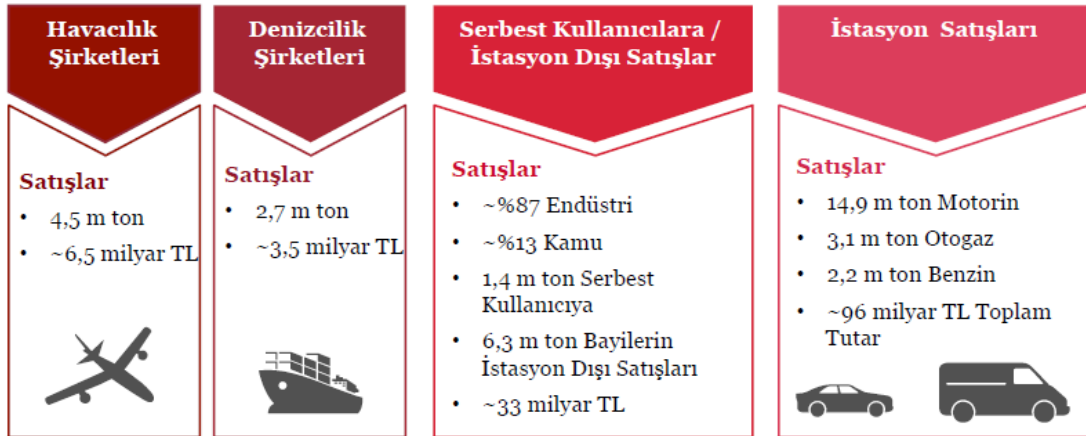 Havacılık
Şirketleri
Satışlar
• 4,5 m ton
• ~6,5 milyar TL
Denizcilik
Şirketleri
Satışlar
• 2,7 m ton
• ~3,5 milyar TL
Serbest Kullanıcılara /
İstasyon Dışı Satışlar
Satışlar
• ~%87 Endüstri
• ~%13 Kamu
• 1,4 m ton Serbest
Kullanıcıya
• 6,3 m ton Bayilerin
İstasyon Dışı Satışları
• ~33 milyar TL
İstasyon Satışları
Satışlar
• 14,9 m ton Motorin
• 3,1 m ton Otogaz
• 2,2 m ton Benzin
• ~96 milyar TL Toplam
Tutar